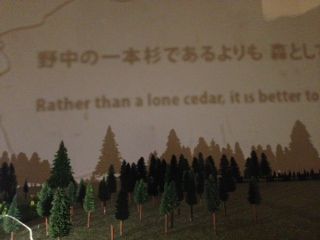 野中の一本杉であるよりも 森とし
Rather than a lone cedar, it is better to